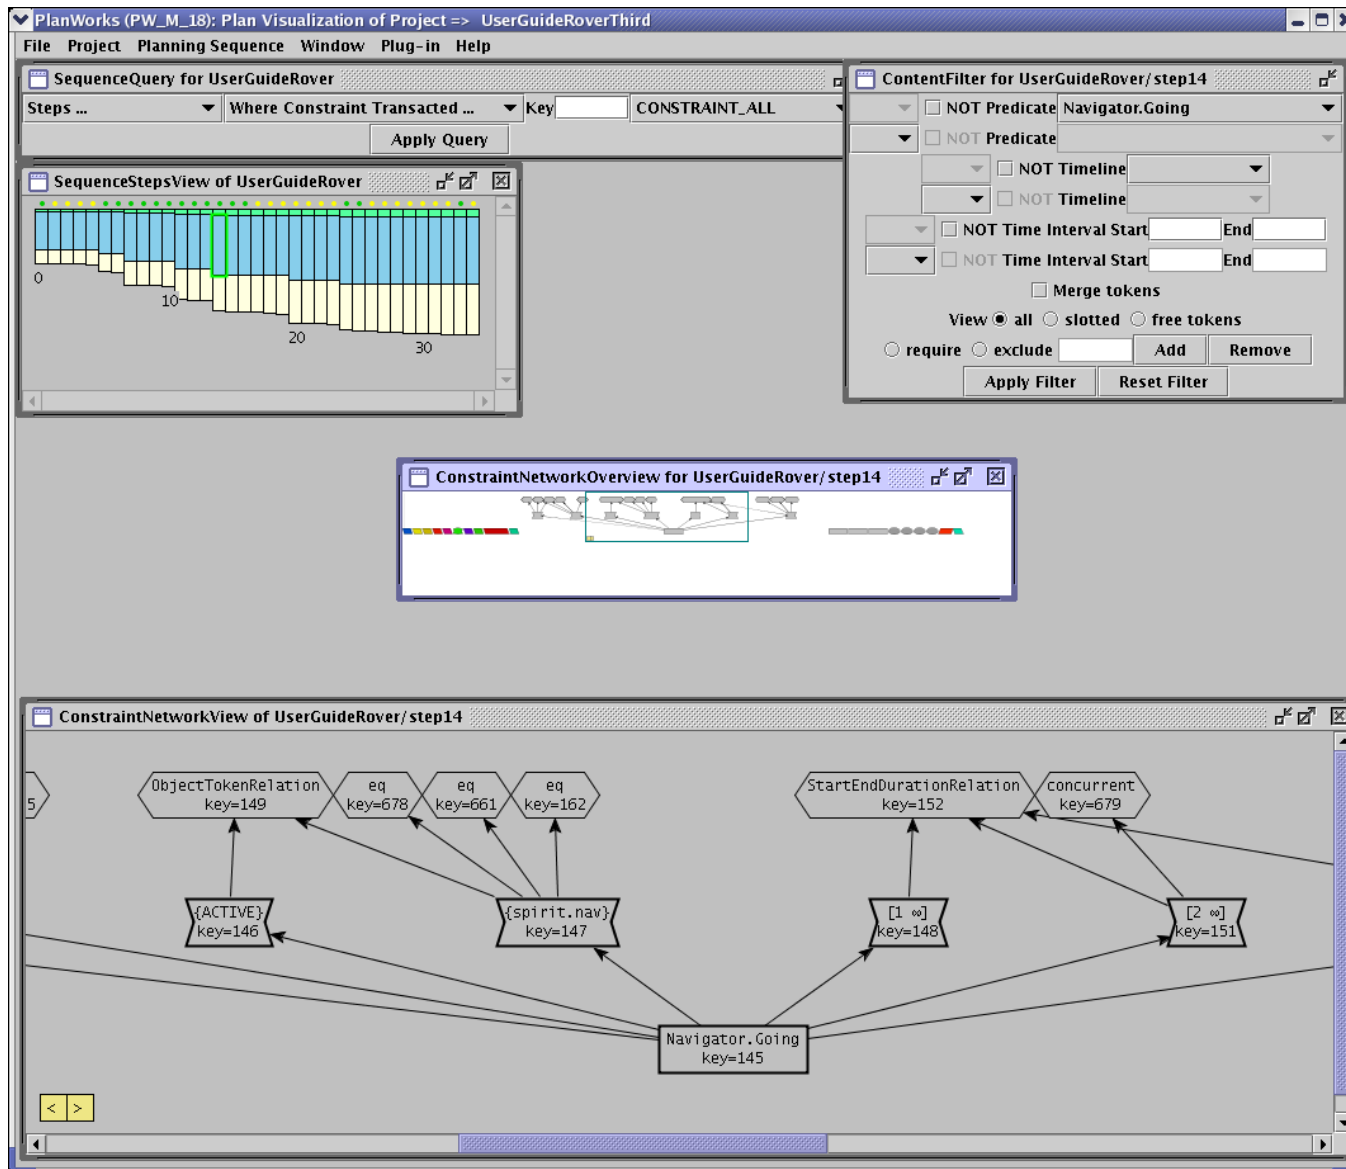 PlanWorks (PW_M_18): Plan Visualization of Project => UserGuideRoverThird
File Project Planning Sequence Window Plug-in Help
SequenceQuery for UserGuideRover
Steps ... Where Constraint Transacted ... Key CONSTRAINT_ALL
Apply Query
SequenceStepsView of UserGuideRover
0
10
20
30
ContentFilter for UserGuideRover/step14
NOT Predicate Navigator.Going
NOT Predicate
NOT Timeline
NOT Timeline
NOT Time Interval Start End
NOT Time Interval Start End
Merge tokens
View all slotted free tokens
require exclude Add Remove
Apply Filter Reset Filter
ConstraintNetworkOverview for UserGuideRover/step14
ConstraintNetworkView of UserGuideRover/step14
5
ObjectTokenRelation
key=149
eq
key=678
eq
key=661
eq
key=162
StartEndDurationRelation
key=152
concurrent
key=679
{ACTIVE}
key=146
{spirit.nav}
key=147
[1 ∞]
key=148
[2 ∞]
key=151
Navigator.Going
key=145
< >